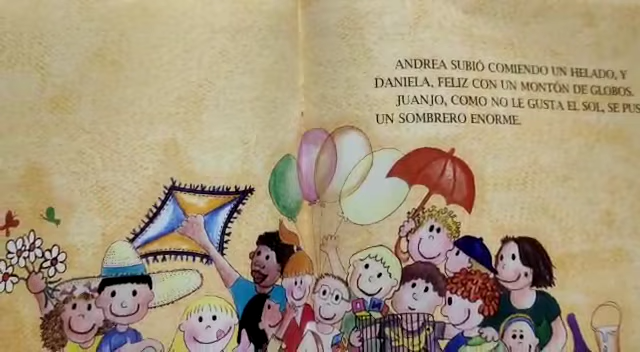 ANDREA SUBIÓ COMIENDO UN HELADO, Y
DANIELA, FELIZ CON UN MONTÓN DE GLOBOS.
JUANJO, COMO NO LE GUSTA EL SOL, SE PUS
UN SOMBRERO ENORME.